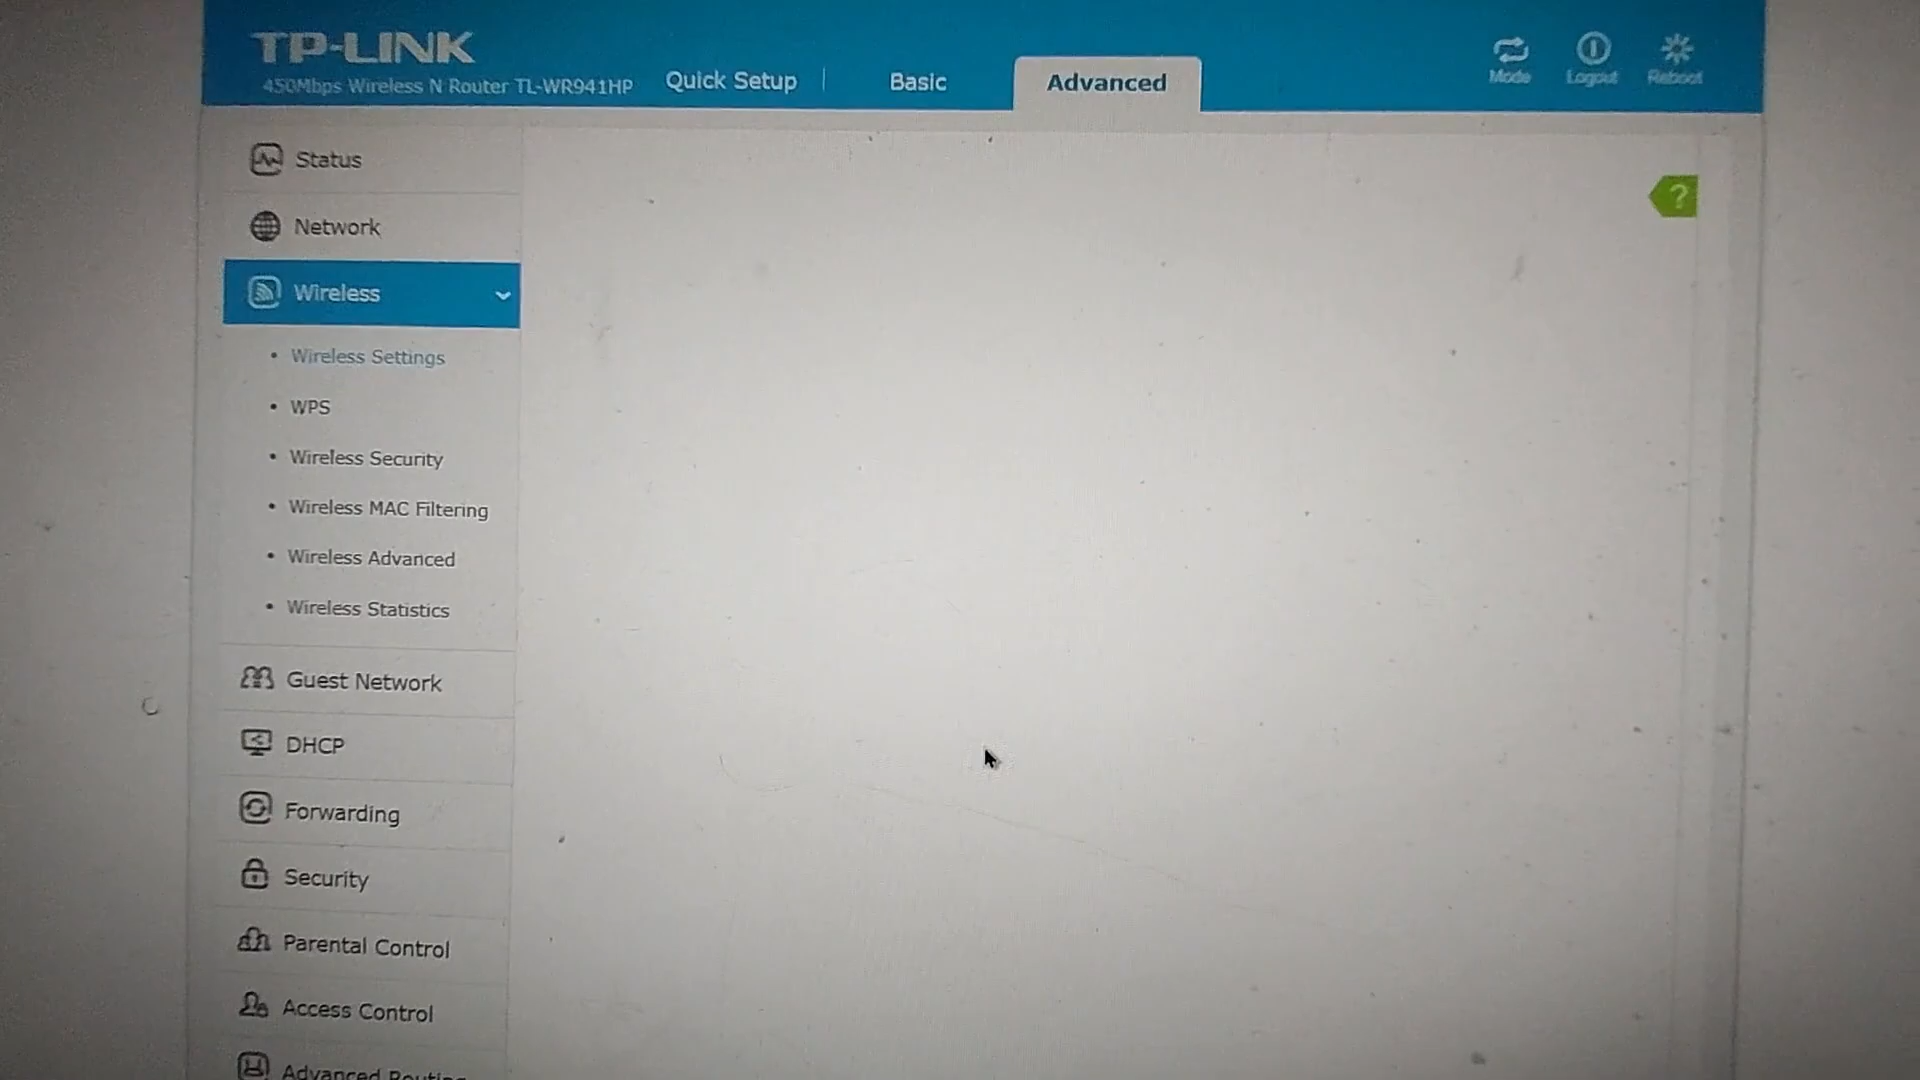 TP-LINK
450Mbps Wireless N Router TL-WR941HP
Quick Setup
Basic
Advanced
Mode
Logout
Reboot
Status
Network
Wireless
Wireless Settings
WPS
Wireless Security
Wireless MAC Filtering
Wireless Advanced
Wireless Statistics
Guest Network
DHCP
Forwarding
Security
Parental Control
Access Control
Advanced Routing
?